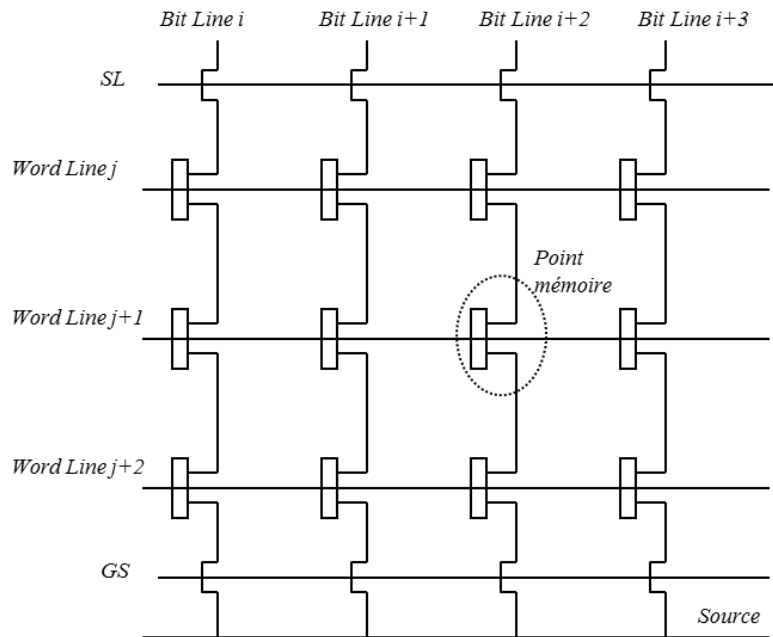 Bit Line i
Bit Line i+1
Bit Line i+2
Bit Line i+3
SL
Word Line j
Point
mémoire
Word Line j+1
Word Line j+2
GS
Source